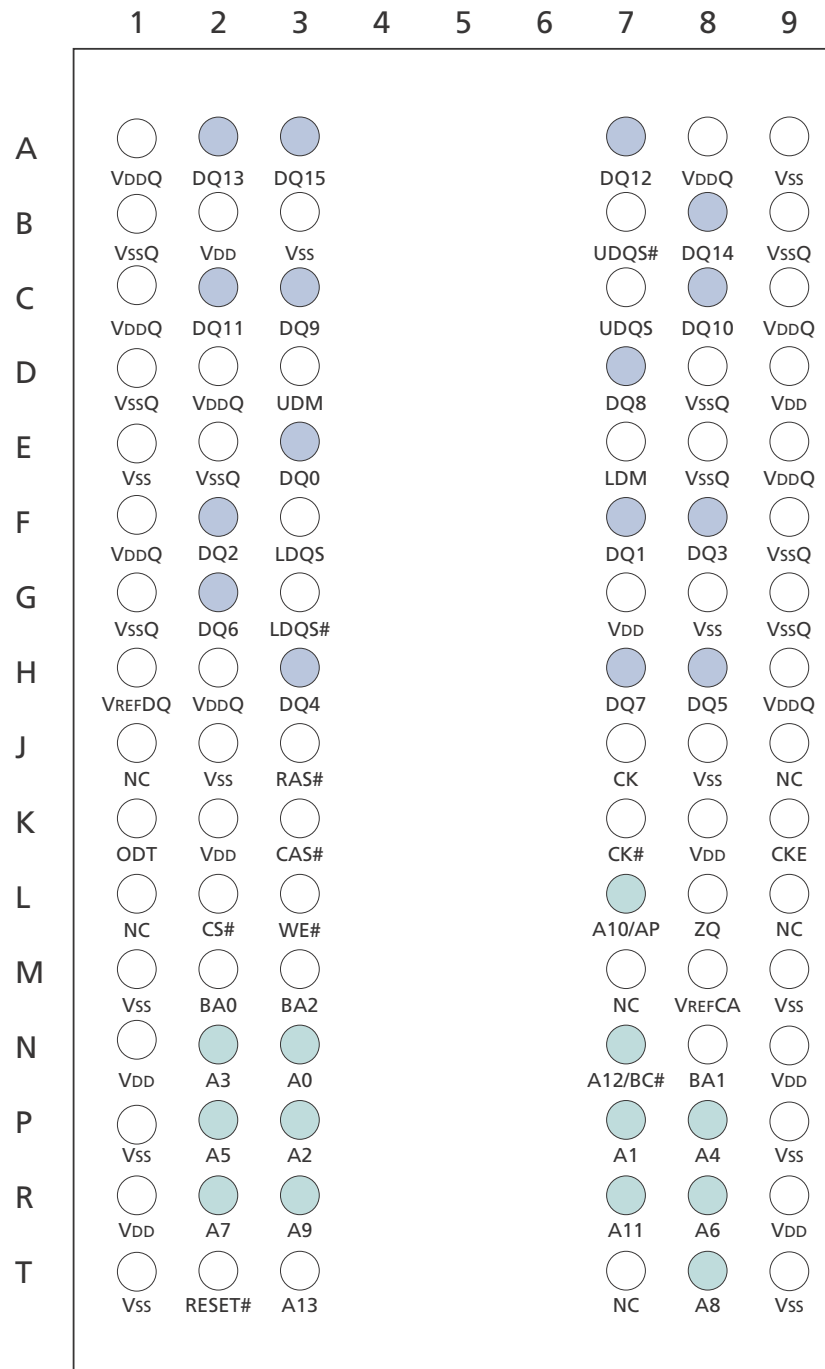 1 2 3 4 5 6 7 8 9
A
VDDQ DQ13 DQ15 DQ12 VDDQ Vss
B
VssQ VDD Vss UDQS# DQ14 VssQ
C
VDDQ DQ11 DQ9 UDQS DQ10 VDDQ
D
VssQ VDDQ UDM DQ8 VssQ VDD
E
Vss VssQ DQ0 LDM VssQ VDDQ
F
VDDQ DQ2 LDQS DQ1 DQ3 VssQ
G
VssQ DQ6 LDQS# VDD Vss VssQ
H
VREFDQ VDDQ DQ4 DQ7 DQ5 VDDQ
J
NC Vss RAS# CK Vss NC
K
ODT VDD CAS# CK# VDD CKE
L
NC CS# WE# A10/AP ZQ NC
M
Vss BA0 BA2 NC VREFCA Vss
N
VDD A3 A0 A12/BC# BA1 VDD
P
Vss A5 A2 A1 A4 Vss
R
VDD A7 A9 A11 A6 VDD
T
Vss RESET# A13 NC A8 Vss